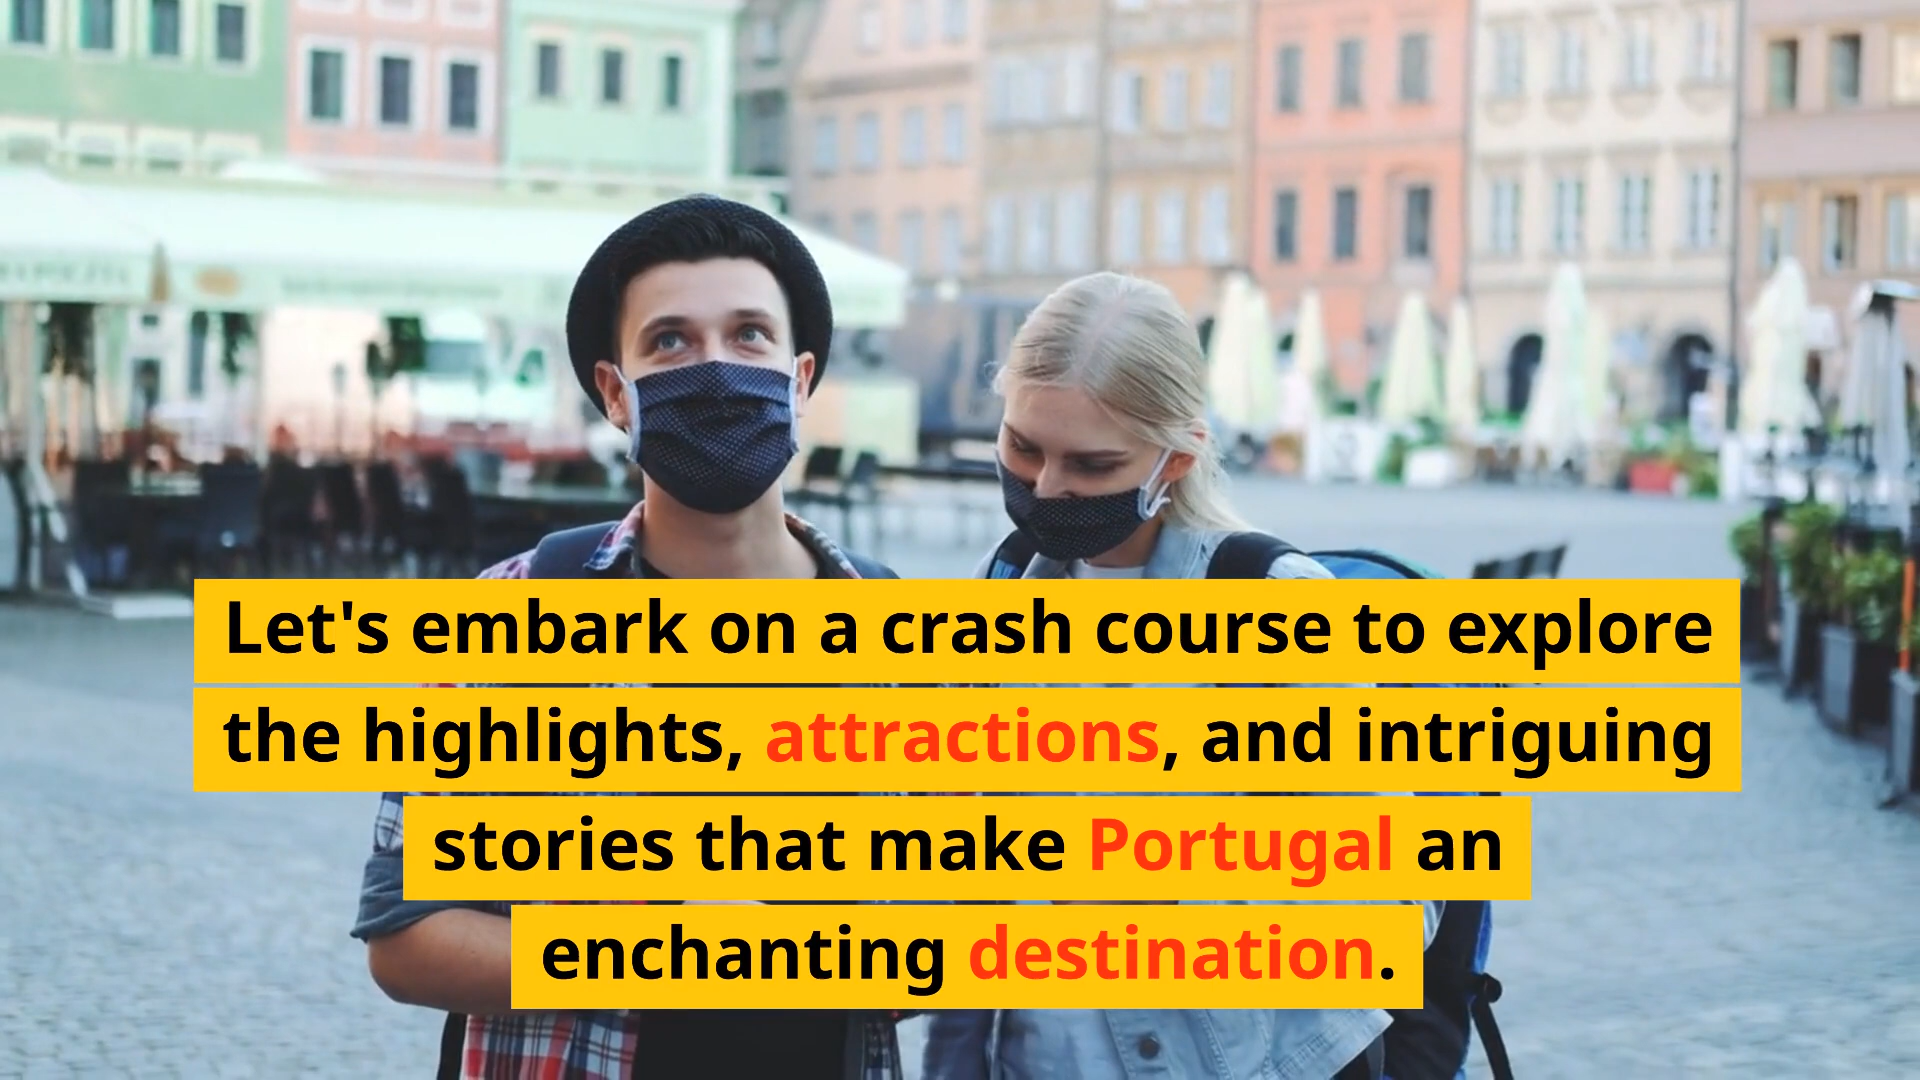 Let's embark on a crash course to explore
the highlights, attractions, and intriguing
stories that make Portugal an
enchanting destination.